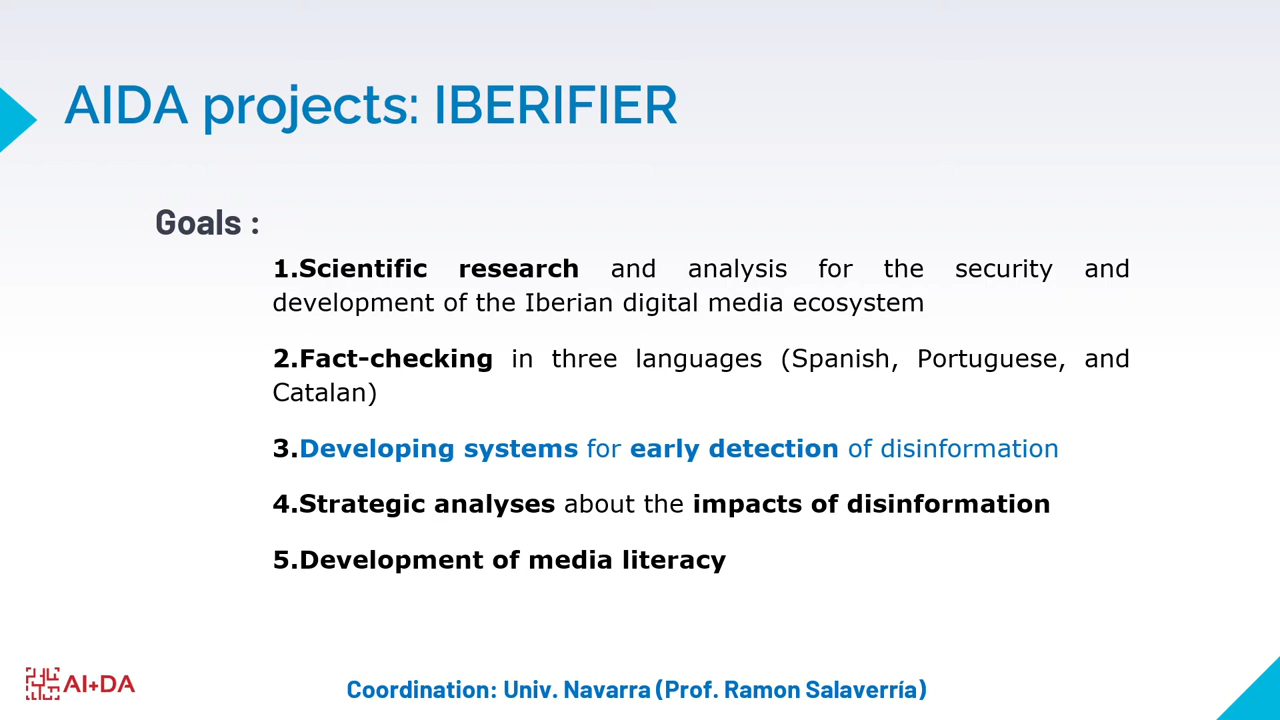 AIDA projects: IBERIFIER
Goals :
1.Scientific research and analysis for the security and
development of the Iberian digital media ecosystem
2.Fact-checking in three languages (Spanish, Portuguese, and
Catalan)
3.Developing systems for early detection of disinformation
4.Strategic analyses about the impacts of disinformation
5.Development of media literacy
AI+DA
Coordination: Univ. Navarra (Prof. Ramon Salaverría)